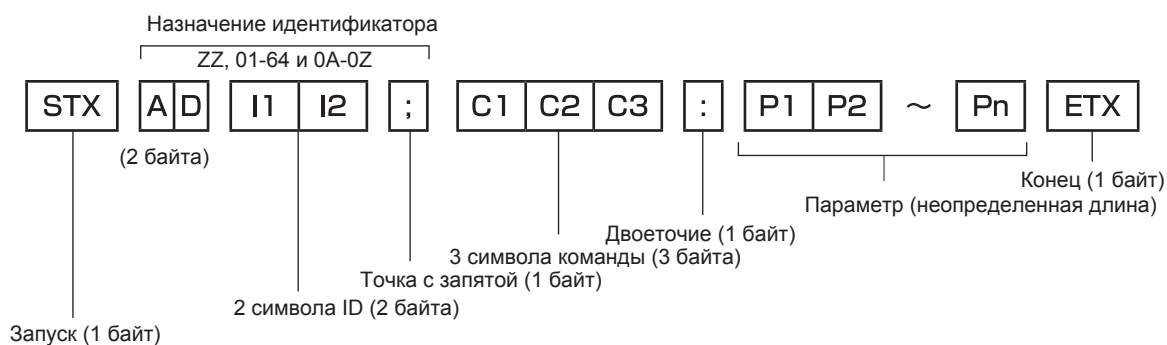 Назначение идентификатора
ZZ, 01-64 и 0A-0Z
STX A D I1 I2 ; C1 C2 C3 : P1 P2 ~ Pn ETX
(2 байта)
Конец (1 байт)
Параметр (неопределенная длина)
Двоеточие (1 байт)
3 символа команды (3 байта)
Точка с запятой (1 байт)
2 символа ID (2 байта)
Запуск (1 байт)